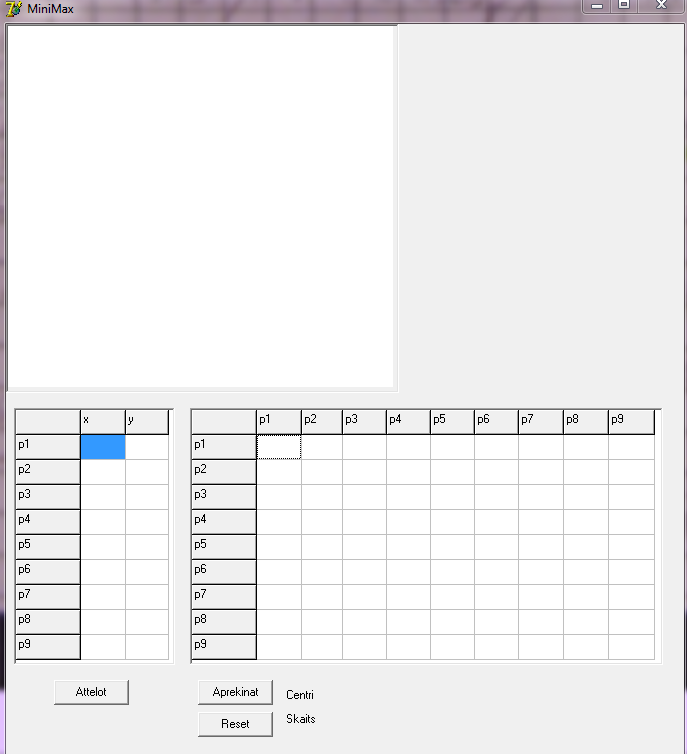 MiniMax
x y
p1
p2
p3
p4
p5
p6
p7
p8
p9
p1 p2 p3 p4 p5 p6 p7 p8 p9
p1
p2
p3
p4
p5
p6
p7
p8
p9
Attelot
Aprekinat
Centri
Reset
Skaits